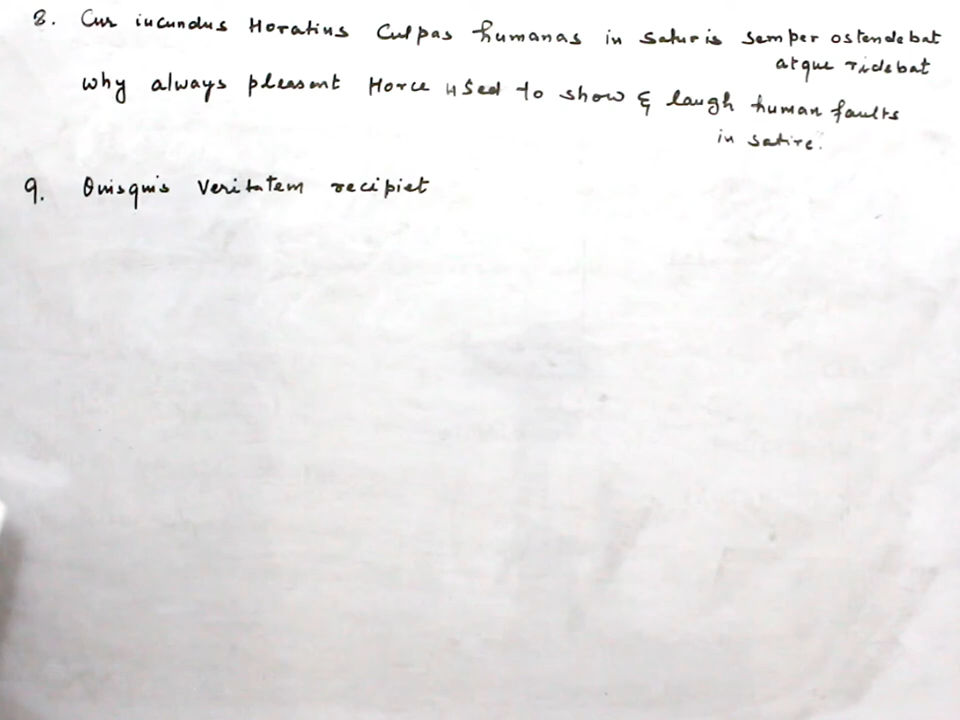 8. Cur iucundus Horatius Culpas humanas in saturis semper ostendebat
atque ridebat
why always pleasant Horce used to show & laugh human faults
in satire.
9. Quisquis veritatem recipiet